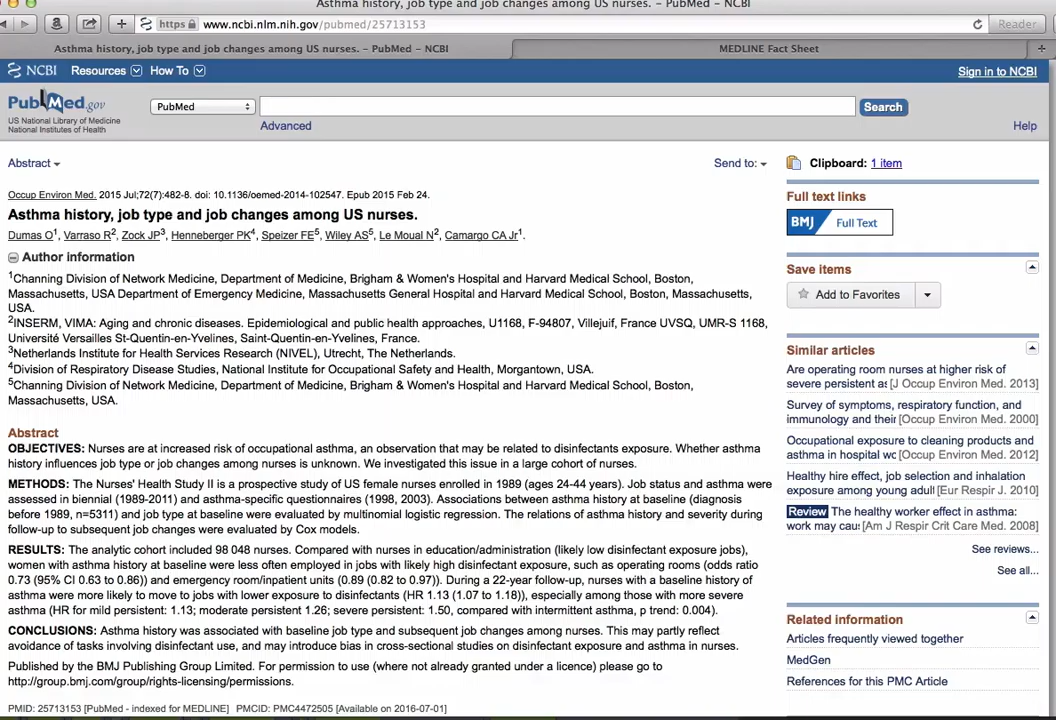 Asthma history, job type and job changes among US nurses. - PubMed - NCBI
https www.ncbi.nlm.nih.gov/pubmed/25713153
Reader
Asthma history, job type and job changes among US nurses. - PubMed - NCBI
MEDLINE Fact Sheet
NCBI Resources How To
Sign in to NCBI
PubMed.gov
US National Library of Medicine
National Institutes of Health
PubMed
Search
Advanced
Help
Abstract
Send to:
Occup Environ Med. 2015 Jul;72(7):482-8. doi: 10.1136/oemed-2014-102547. Epub 2015 Feb 24.
Asthma history, job type and job changes among US nurses.
Dumas O1, Varraso R2, Zock JP3, Henneberger PK4, Speizer FE5, Wiley AS5, Le Moual N2, Camargo CA Jr1.
Author information
1Channing Division of Network Medicine, Department of Medicine, Brigham & Women's Hospital and Harvard Medical School, Boston,
Massachusetts, USA Department of Emergency Medicine, Massachusetts General Hospital and Harvard Medical School, Boston, Massachusetts,
USA.
2INSERM, VIMA: Aging and chronic diseases. Epidemiological and public health approaches, U1168, F-94807, Villejuif, France UVSQ, UMR-S 1168,
Université Versailles St-Quentin-en-Yvelines, Saint-Quentin-en-Yvelines, France.
3Netherlands Institute for Health Services Research (NIVEL), Utrecht, The Netherlands.
4Division of Respiratory Disease Studies, National Institute for Occupational Safety and Health, Morgantown, USA.
5Channing Division of Network Medicine, Department of Medicine, Brigham & Women's Hospital and Harvard Medical School, Boston,
Massachusetts, USA.
Abstract
OBJECTIVES: Nurses are at increased risk of occupational asthma, an observation that may be related to disinfectants exposure. Whether asthma
history influences job type or job changes among nurses is unknown. We investigated this issue in a large cohort of nurses.
METHODS: The Nurses' Health Study II is a prospective study of US female nurses enrolled in 1989 (ages 24-44 years). Job status and asthma were
assessed in biennial (1989-2011) and asthma-specific questionnaires (1998, 2003). Associations between asthma history at baseline (diagnosis
before 1989, n=5311) and job type at baseline were evaluated by multinomial logistic regression. The relations of asthma history and severity during
follow-up to subsequent job changes were evaluated by Cox models.
RESULTS: The analytic cohort included 98 048 nurses. Compared with nurses in education/administration (likely low disinfectant exposure jobs),
women with asthma history at baseline were less often employed in jobs with likely high disinfectant exposure, such as operating rooms (odds ratio
0.73 (95% CI 0.63 to 0.86)) and emergency room/inpatient units (0.89 (0.82 to 0.97)). During a 22-year follow-up, nurses with a baseline history of
asthma were more likely to move to jobs with lower exposure to disinfectants (HR 1.13 (1.07 to 1.18)), especially among those with more severe
asthma (HR for mild persistent: 1.13; moderate persistent 1.26; severe persistent: 1.50, compared with intermittent asthma, p trend: 0.004).
CONCLUSIONS: Asthma history was associated with baseline job type and subsequent job changes among nurses. This may partly reflect
avoidance of tasks involving disinfectant use, and may introduce bias in cross-sectional studies on disinfectant exposure and asthma in nurses.
Published by the BMJ Publishing Group Limited. For permission to use (where not already granted under a licence) please go to
http://group.bmj.com/group/rights-licensing/permissions.
PMID: 25713153 [PubMed - indexed for MEDLINE] PMCID: PMC4472505 [Available on 2016-07-01]
Clipboard: 1 item
Full text links
BMJ Full Text
Save items
Add to Favorites
Similar articles
Are operating room nurses at higher risk of
severe persistent as [J Occup Environ Med. 2013]
Survey of symptoms, respiratory function, and
immunology and their [Occup Environ Med. 2000]
Occupational exposure to cleaning products and
asthma in hospital wo [Occup Environ Med. 2012]
Healthy hire effect, job selection and inhalation
exposure among young adult [Eur Respir J. 2010]
Review The healthy worker effect in asthma:
work may cau [Am J Respir Crit Care Med. 2008]
See reviews...
See all...
Related information
Articles frequently viewed together
MedGen
References for this PMC Article